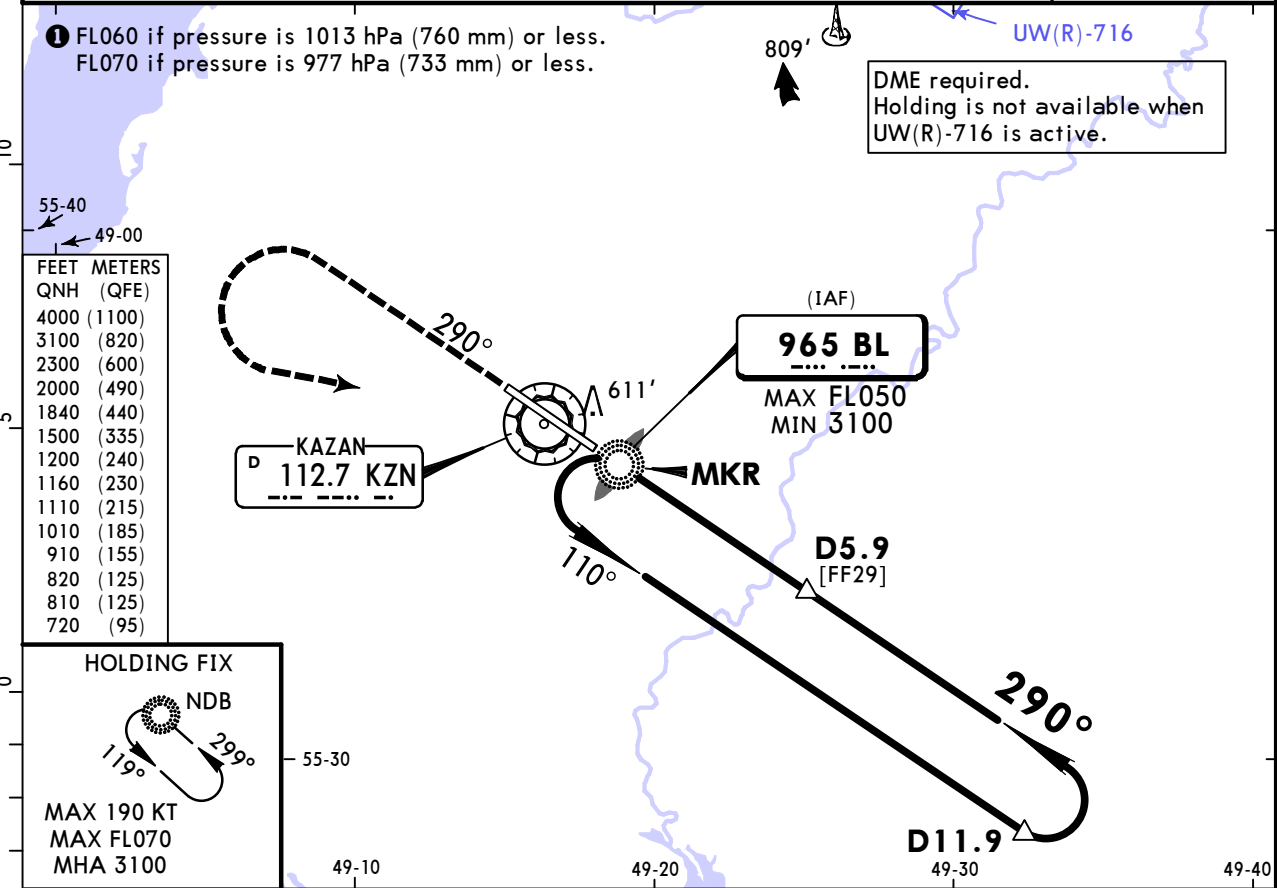 ❶ FL060 if pressure is 1013 hPa (760 mm) or less.
FL070 if pressure is 977 hPa (733 mm) or less.
809'
UW(R)-716
DME required.
Holding is not available when
UW(R)-716 is active.
10
55-40
49-00
FEET METERS
QNH (QFE)
4000 (1100)
3100 (820)
2300 (600)
2000 (490)
1840 (440)
1500 (335)
1200 (240)
1160 (230)
1110 (215)
1010 (185)
910 (155)
820 (125)
810 (125)
720 (95)
5
0
290°
(IAF)
965 BL
MAX FL050
MIN 3100
611'
KAZAN
D 112.7 KZN
MKR
110°
D5.9
[FF29]
290°
D11.9
HOLDING FIX
NDB
119°
299°
MAX 190 KT
MAX FL070
MHA 3100
55-30
49-10
49-20
49-30
49-40